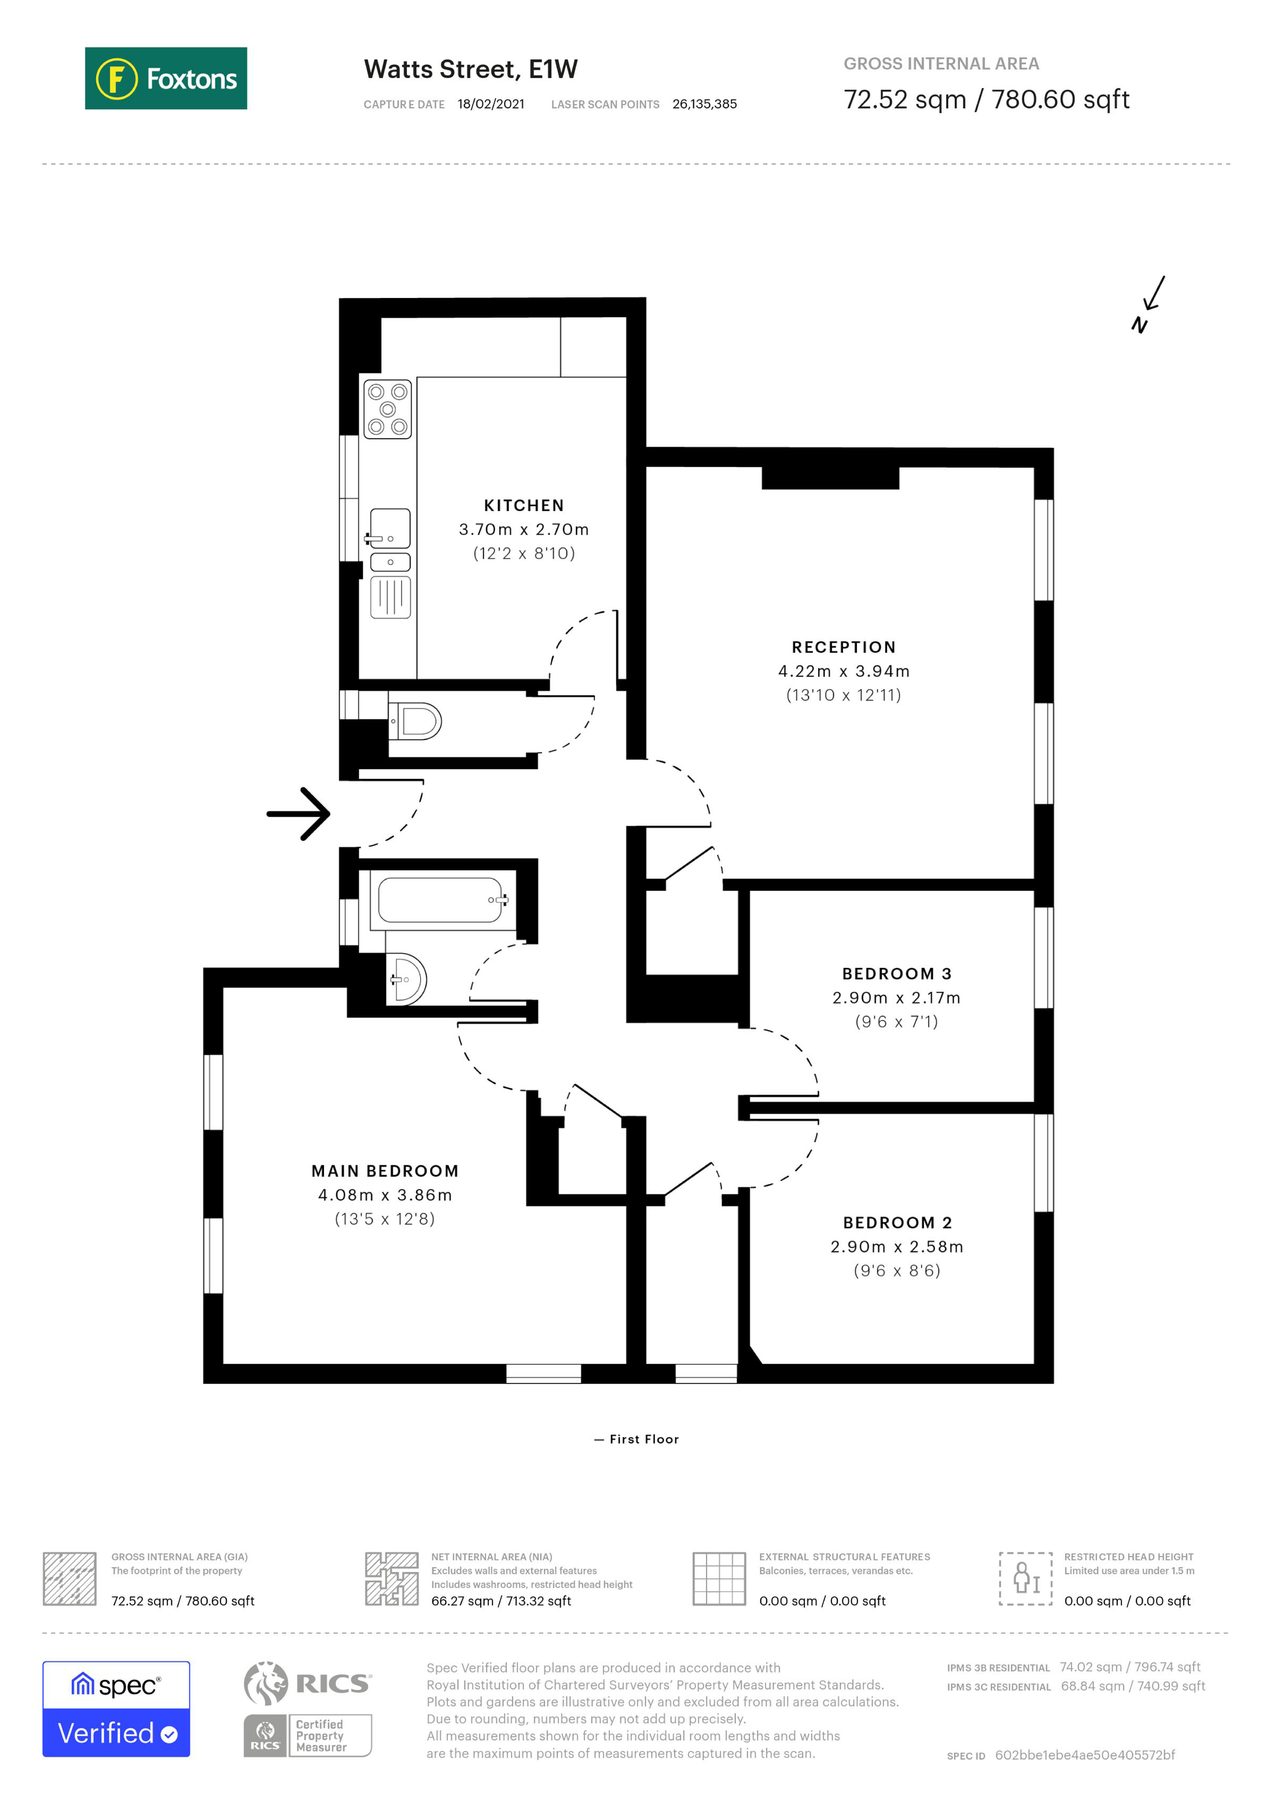 Foxtons
Watts Street, E1W
CAPTURE DATE 18/02/2021 LASER SCAN POINTS 26,135,385
GROSS INTERNAL AREA
72.52 sqm / 780.60 sqft
N
KITCHEN
3.70m x 2.70m
(12'2 x 8'10)
RECEPTION
4.22m x 3.94m
(13'10 x 12'11)
BEDROOM 3
2.90m x 2.17m
(9'6 x 7'1)
MAIN BEDROOM
4.08m x 3.86m
(13'5 x 12'8)
BEDROOM 2
2.90m x 2.58m
(9'6 x 8'6)
— First Floor
GROSS INTERNAL AREA (GIA)
The footprint of the property
72.52 sqm / 780.60 sqft
NET INTERNAL AREA (NIA)
Excludes walls and external features
Includes washrooms, restricted head height
66.27 sqm / 713.32 sqft
EXTERNAL STRUCTURAL FEATURES
Balconies, terraces, verandas etc.
0.00 sqm / 0.00 sqft
RESTRICTED HEAD HEIGHT
Limited use area under 1.5 m
0.00 sqm / 0.00 sqft
spec®
Verified
RICS®
RICS
Certified
Property
Measurer
Spec Verified floor plans are produced in accordance with
Royal Institution of Chartered Surveyors' Property Measurement Standards.
Plots and gardens are illustrative only and excluded from all area calculations.
Due to rounding, numbers may not add up precisely.
All measurements shown for the individual room lengths and widths
are the maximum points of measurements captured in the scan.
IPMS 3B RESIDENTIAL 74.02 sqm / 796.74 sqft
IPMS 3C RESIDENTIAL 68.84 sqm / 740.99 sqft
SPEC ID 602bbe1ebe4ae50e405572bf